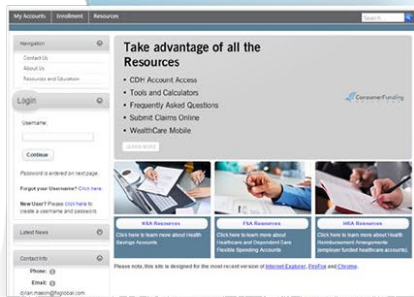 My Accounts
Enrollment
Resources
Search
Navigation
Contact Us
About Us
Resources and Education
Login
Username:
Continue
Password is entered on next page.
Forgot your Username? Click here.
New User? Please click here to
create a username and password.
Latest News
Contact Info
Phone:
Email:
Take advantage of all the
Resources
• CDH Account Access
• Tools and Calculators
• Frequently Asked Questions
• Submit Claims Online
• WealthCare Mobile
LEARN MORE
ConsumerFunding
HSA Resources
Click here to learn more about Health
Savings Accounts.
FSA Resources
Click here to learn more about
Healthcare and Dependent Care
Flexible Spending Accounts
HRA Resources
Click here to learn more about Health
Reimbursement Arrangements
(employer funded healthcare accounts).
Please note, this site is designed for the most recent version of Internet Explorer, FireFox and Chrome.